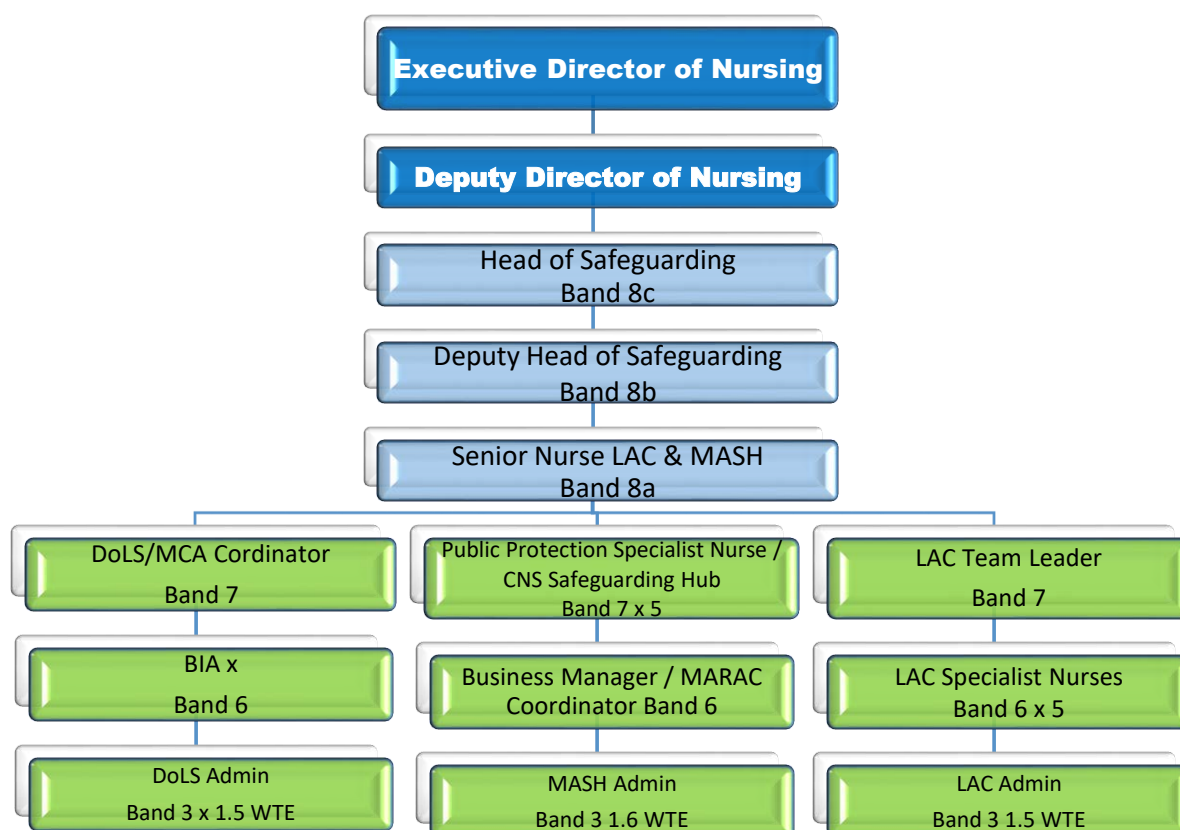 Executive Director of Nursing
Deputy Director of Nursing
Head of Safeguarding
Band 8c
Deputy Head of Safeguarding
Band 8b
Senior Nurse LAC & MASH
Band 8a
DoLS/MCA Cordinator
Band 7
Public Protection Specialist Nurse /
CNS Safeguarding Hub
Band 7 x 5
LAC Team Leader
Band 7
BIA x
Band 6
Business Manager / MARAC
Coordinator Band 6
LAC Specialist Nurses
Band 6 x 5
DoLS Admin
Band 3 x 1.5 WTE
MASH Admin
Band 3 1.6 WTE
LAC Admin
Band 3 1.5 WTE